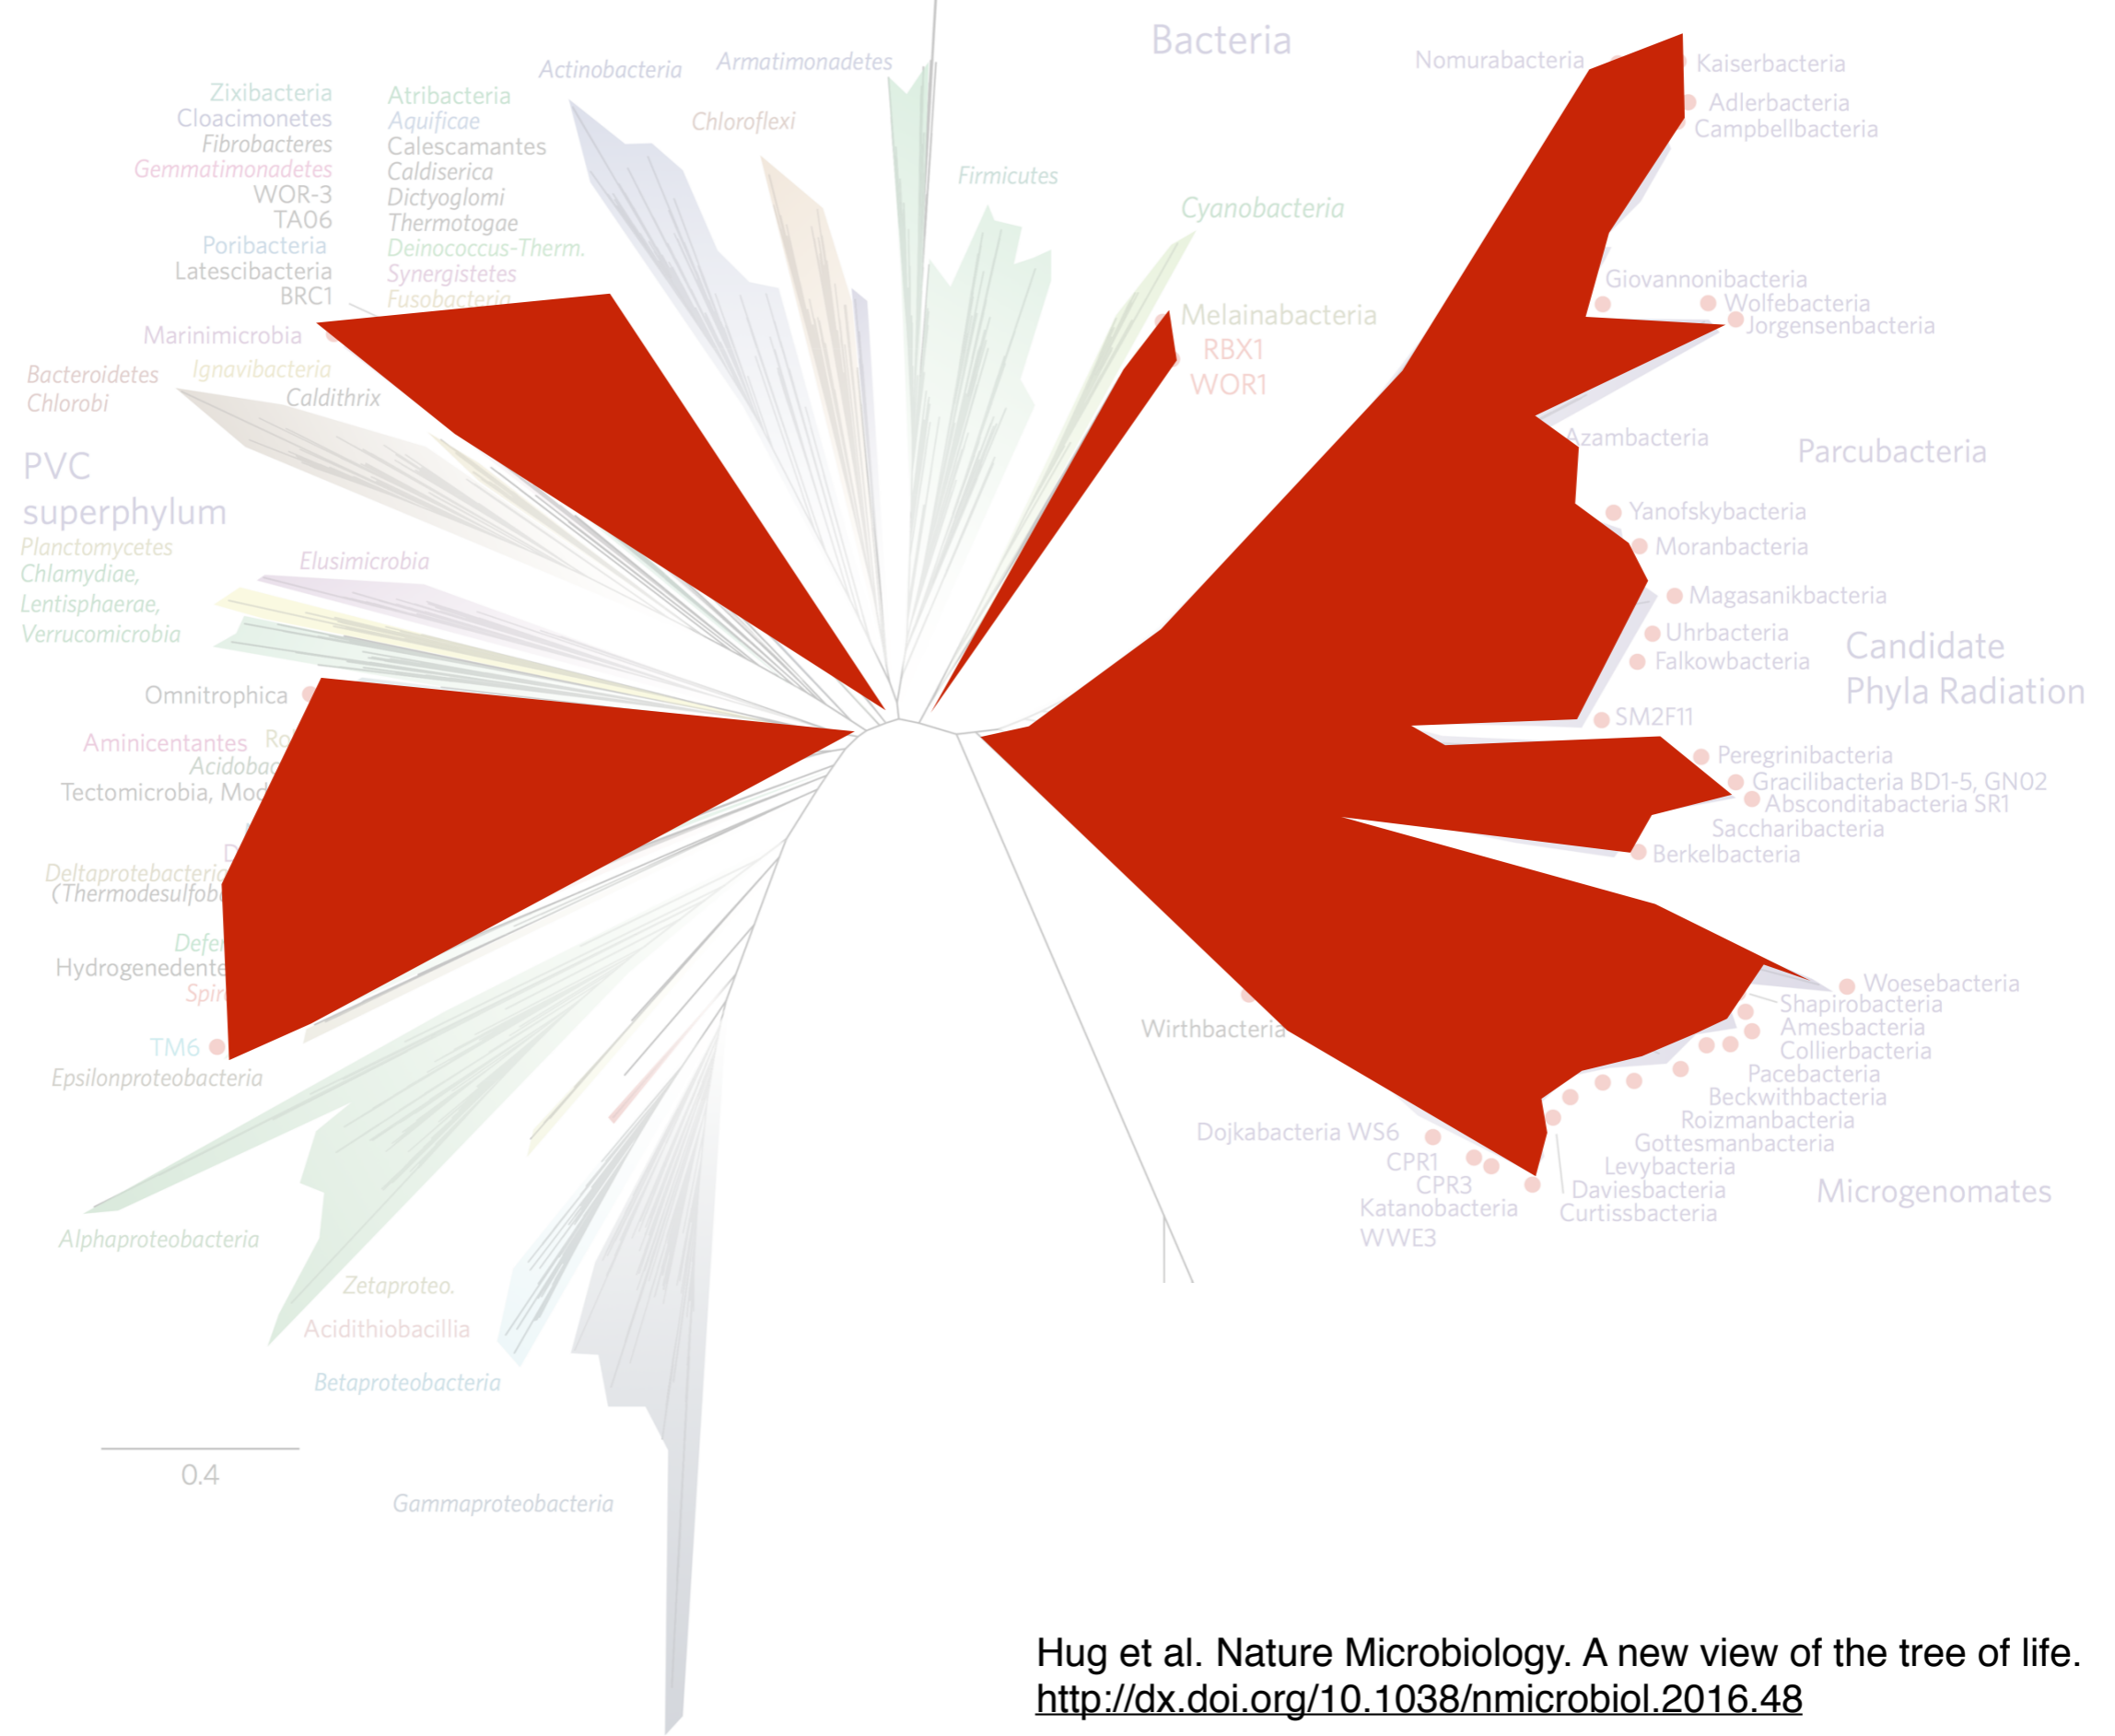 Bacteria
Nomurabacteria
Kaiserbacteria
Adlerbacteria
Campbellbacteria
Actinobacteria
Armatimonadetes
Chloroflexi
Firmicutes
Cyanobacteria
Zixibacteria
Cloacimonetes
Fibrobacteres
Gemmatimonadetes
WOR-3
TA06
Poribacteria
Latescibacteria
BRC1
Marinimicrobia
Atribacteria
Aquificae
Calescamantes
Caldiserica
Dictyoglomi
Thermotogae
Deinococcus-Therm.
Synergistetes
Fusobacteria
Melainabacteria
RBX1
WOR1
Giovannonibacteria
Wolfebacteria
Jorgensenbacteria
Bacteroidetes
Chlorobi
Ignavibacteria
Caldithrix
Azambacteria
Parcubacteria
PVC
superphylum
Planctomycetes
Chlamydiae,
Lentisphaerae,
Verrucomicrobia
Elusimicrobia
Yanofskybacteria
Moranbacteria
Magasanikbacteria
Uhrbacteria
Falkowbacteria
Candidate
Phyla Radiation
SM2F11
Peregrinibacteria
Gracilibacteria BD1-5, GN02
Absconditabacteria SR1
Saccharibacteria
Berkelbacteria
Omnitrophica
Aminicentantes
Tectomicrobia,
Deltaproteobacteria
Hydrogenedente
TM6
Epsilonproteobacteria
Woesebacteria
Shapirobacteria
Amesbacteria
Collierbacteria
Pacebacteria
Beckwithbacteria
Roizmanbacteria
Gottesmanbacteria
Levybacteria
Daviesbacteria
Curtissbacteria
Microgenomates
Wirthbacteria
Dojkabacteria WS6
CPR1
CPR3
Katanobacteria
WWE3
Alphaproteobacteria
Zetaproteo.
Acidithiobacillia
Betaproteobacteria
Gammaproteobacteria
0.4
Hug et al. Nature Microbiology. A new view of the tree of life.
http://dx.doi.org/10.1038/nmicrobiol.2016.48